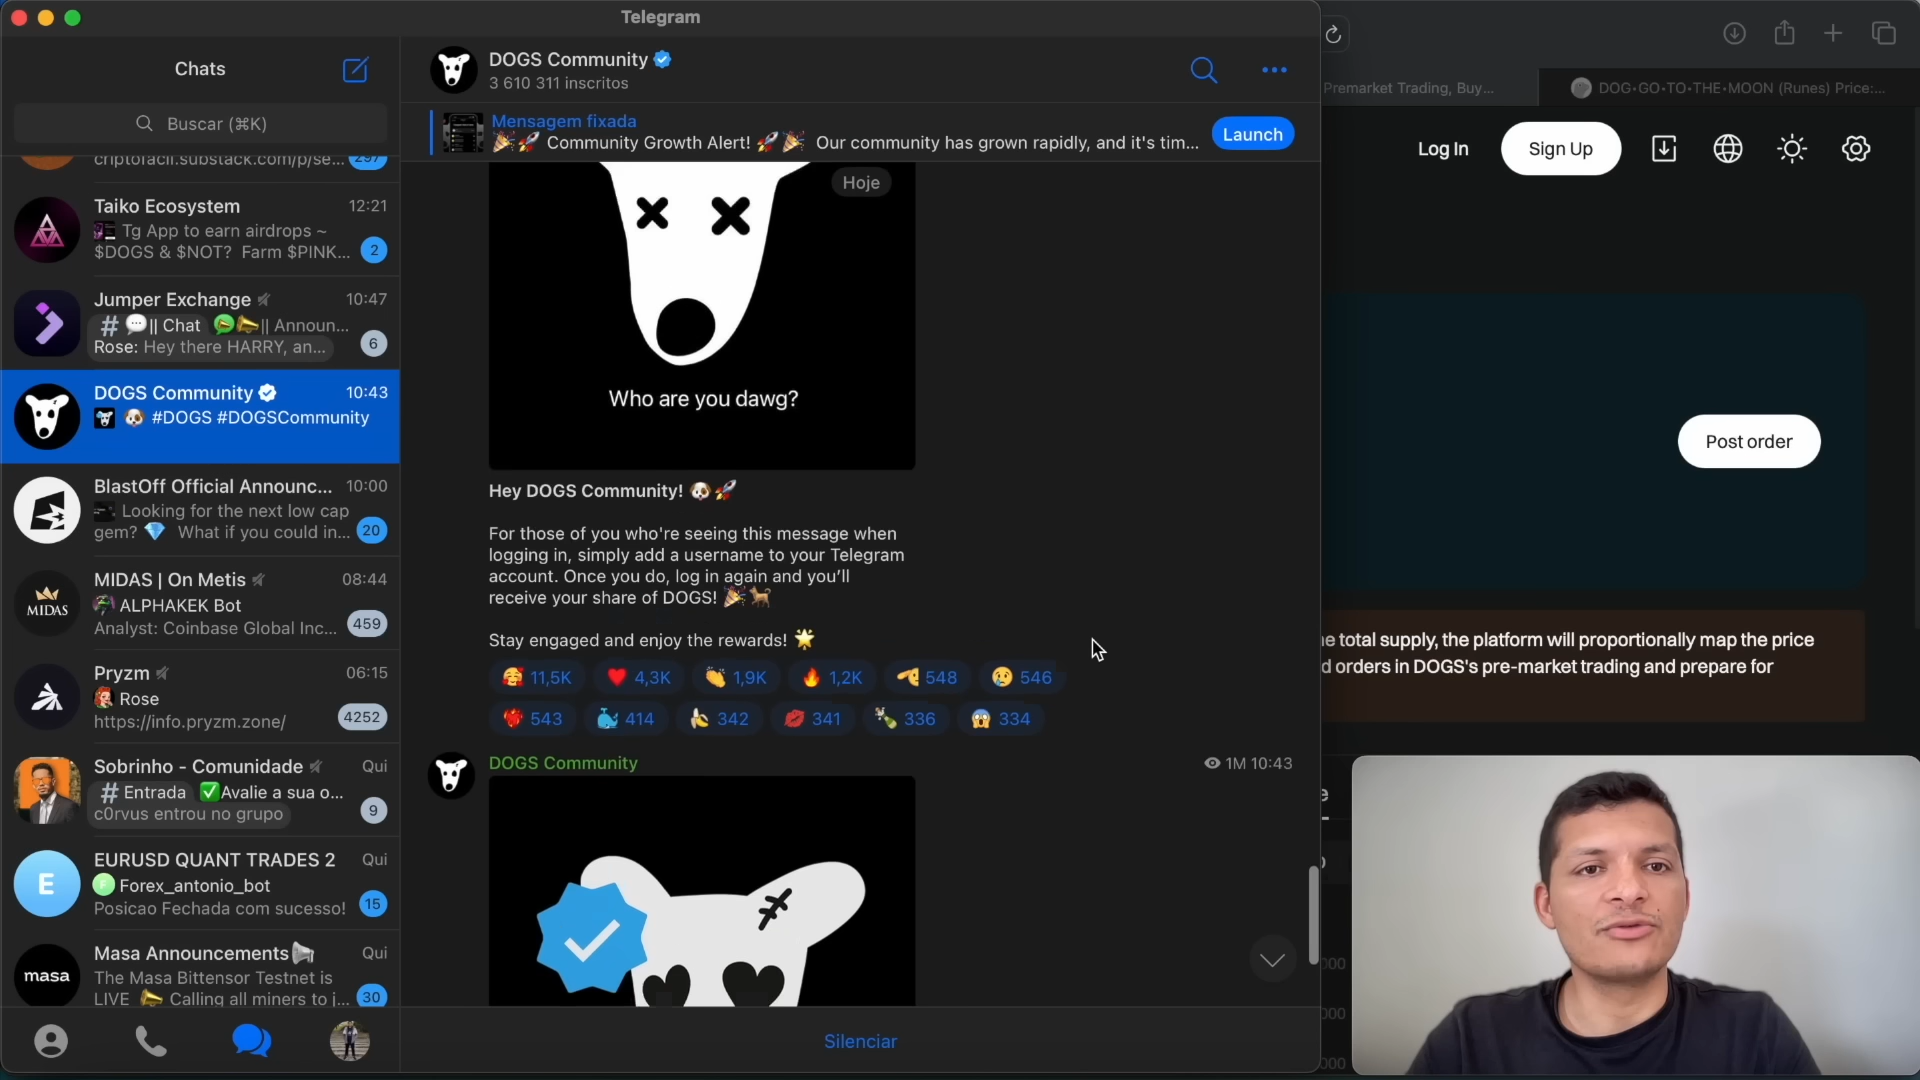 Telegram
Chats
Buscar (⌘K)
criptofacil.substack.com/p/se...
297
Taiko Ecosystem
12:21
Tg App to earn airdrops ~
$DOGS & $NOT? Farm $PINK...
2
Jumper Exchange
10:47
# 💬|| Chat || Announ...
Rose: Hey there HARRY, an...
6
DOGS Community
10:43
🐶 #DOGS #DOGSCommunity
BlastOff Official Announc...
10:00
Looking for the next low cap
gem? 💎 What if you could in...
20
MIDAS | On Metis
08:44
MIDAS
ALPHAKEK Bot
Analyst: Coinbase Global Inc...
459
Pryzm
06:15
Rose
https://info.pryzm.zone/
4252
Sobrinho - Comunidade
Qui
# Entrada ✅Avalie a sua o...
c0rvus entrou no grupo
9
E
EURUSD QUANT TRADES 2
Qui
F
Forex_antonio_bot
Posicao Fechada com sucesso!
15
masa
Masa Announcements📢
Qui
The Masa Bittensor Testnet is
LIVE 📣 Calling all miners to j...
30
DOGS Community
3 610 311 inscritos
Mensagem fixada
🎉🚀 Community Growth Alert! 🚀🎉 Our community has grown rapidly, and it's tim...
Launch
Hoje
Who are you dawg?
Hey DOGS Community! 🐶🚀
For those of you who're seeing this message when
logging in, simply add a username to your Telegram
account. Once you do, log in again and you'll
receive your share of DOGS! 🎉🐕
Stay engaged and enjoy the rewards! 🌟
🥰 11,5K ❤️ 4,3K 👏 1,9K 🔥 1,2K 548 😢 546
543 🐳 414 🍌 342 💋 341 🍾 336 😱 334
DOGS Community
1M 10:43
Silenciar
Premarket Trading, Buy...
DOG•GO•TO•THE•MOON (Runes) Price:...
Log In
Sign Up
Post order
e total supply, the platform will proportionally map the price
d orders in DOGS's pre-market trading and prepare for
000
000
000